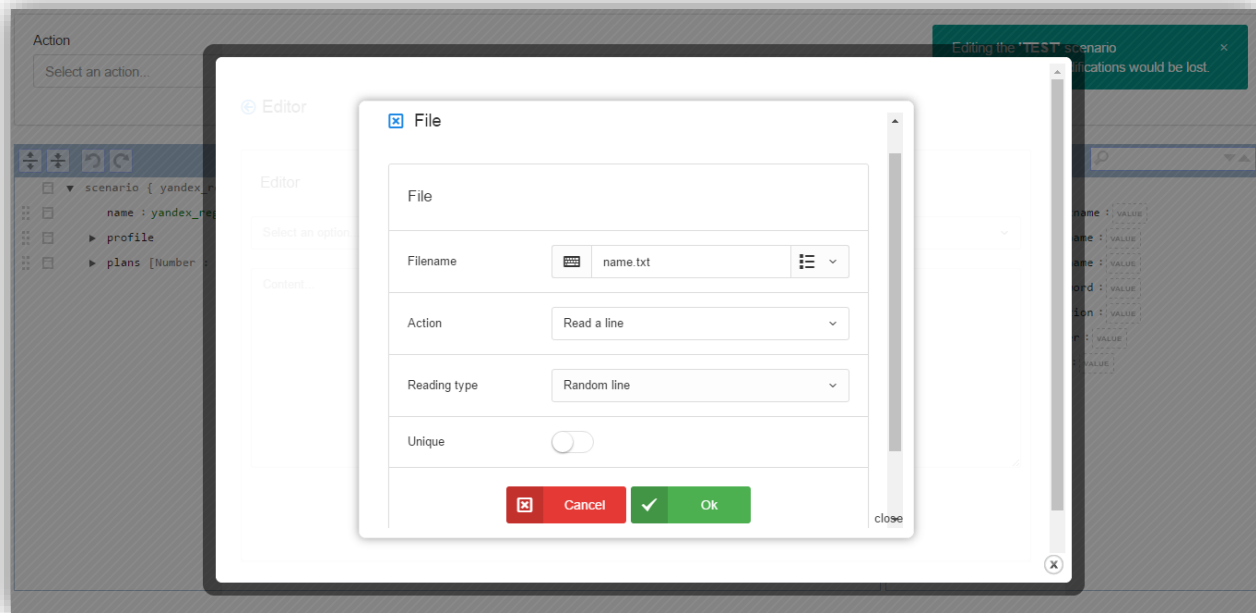 Action
Select an action...
Editing the 'TEST' scenario
ifications would be lost.
×
Editor
Editor
Select an option
Content...
File
File
Filename
name.txt
Action
Read a line
Reading type
Random line
Unique
Cancel
Ok
close
scenario {
name :
profile
plans [Number :
name : VALUE
ame : VALUE
ame : VALUE
ord : VALUE
ion : VALUE
: VALUE
VALUE